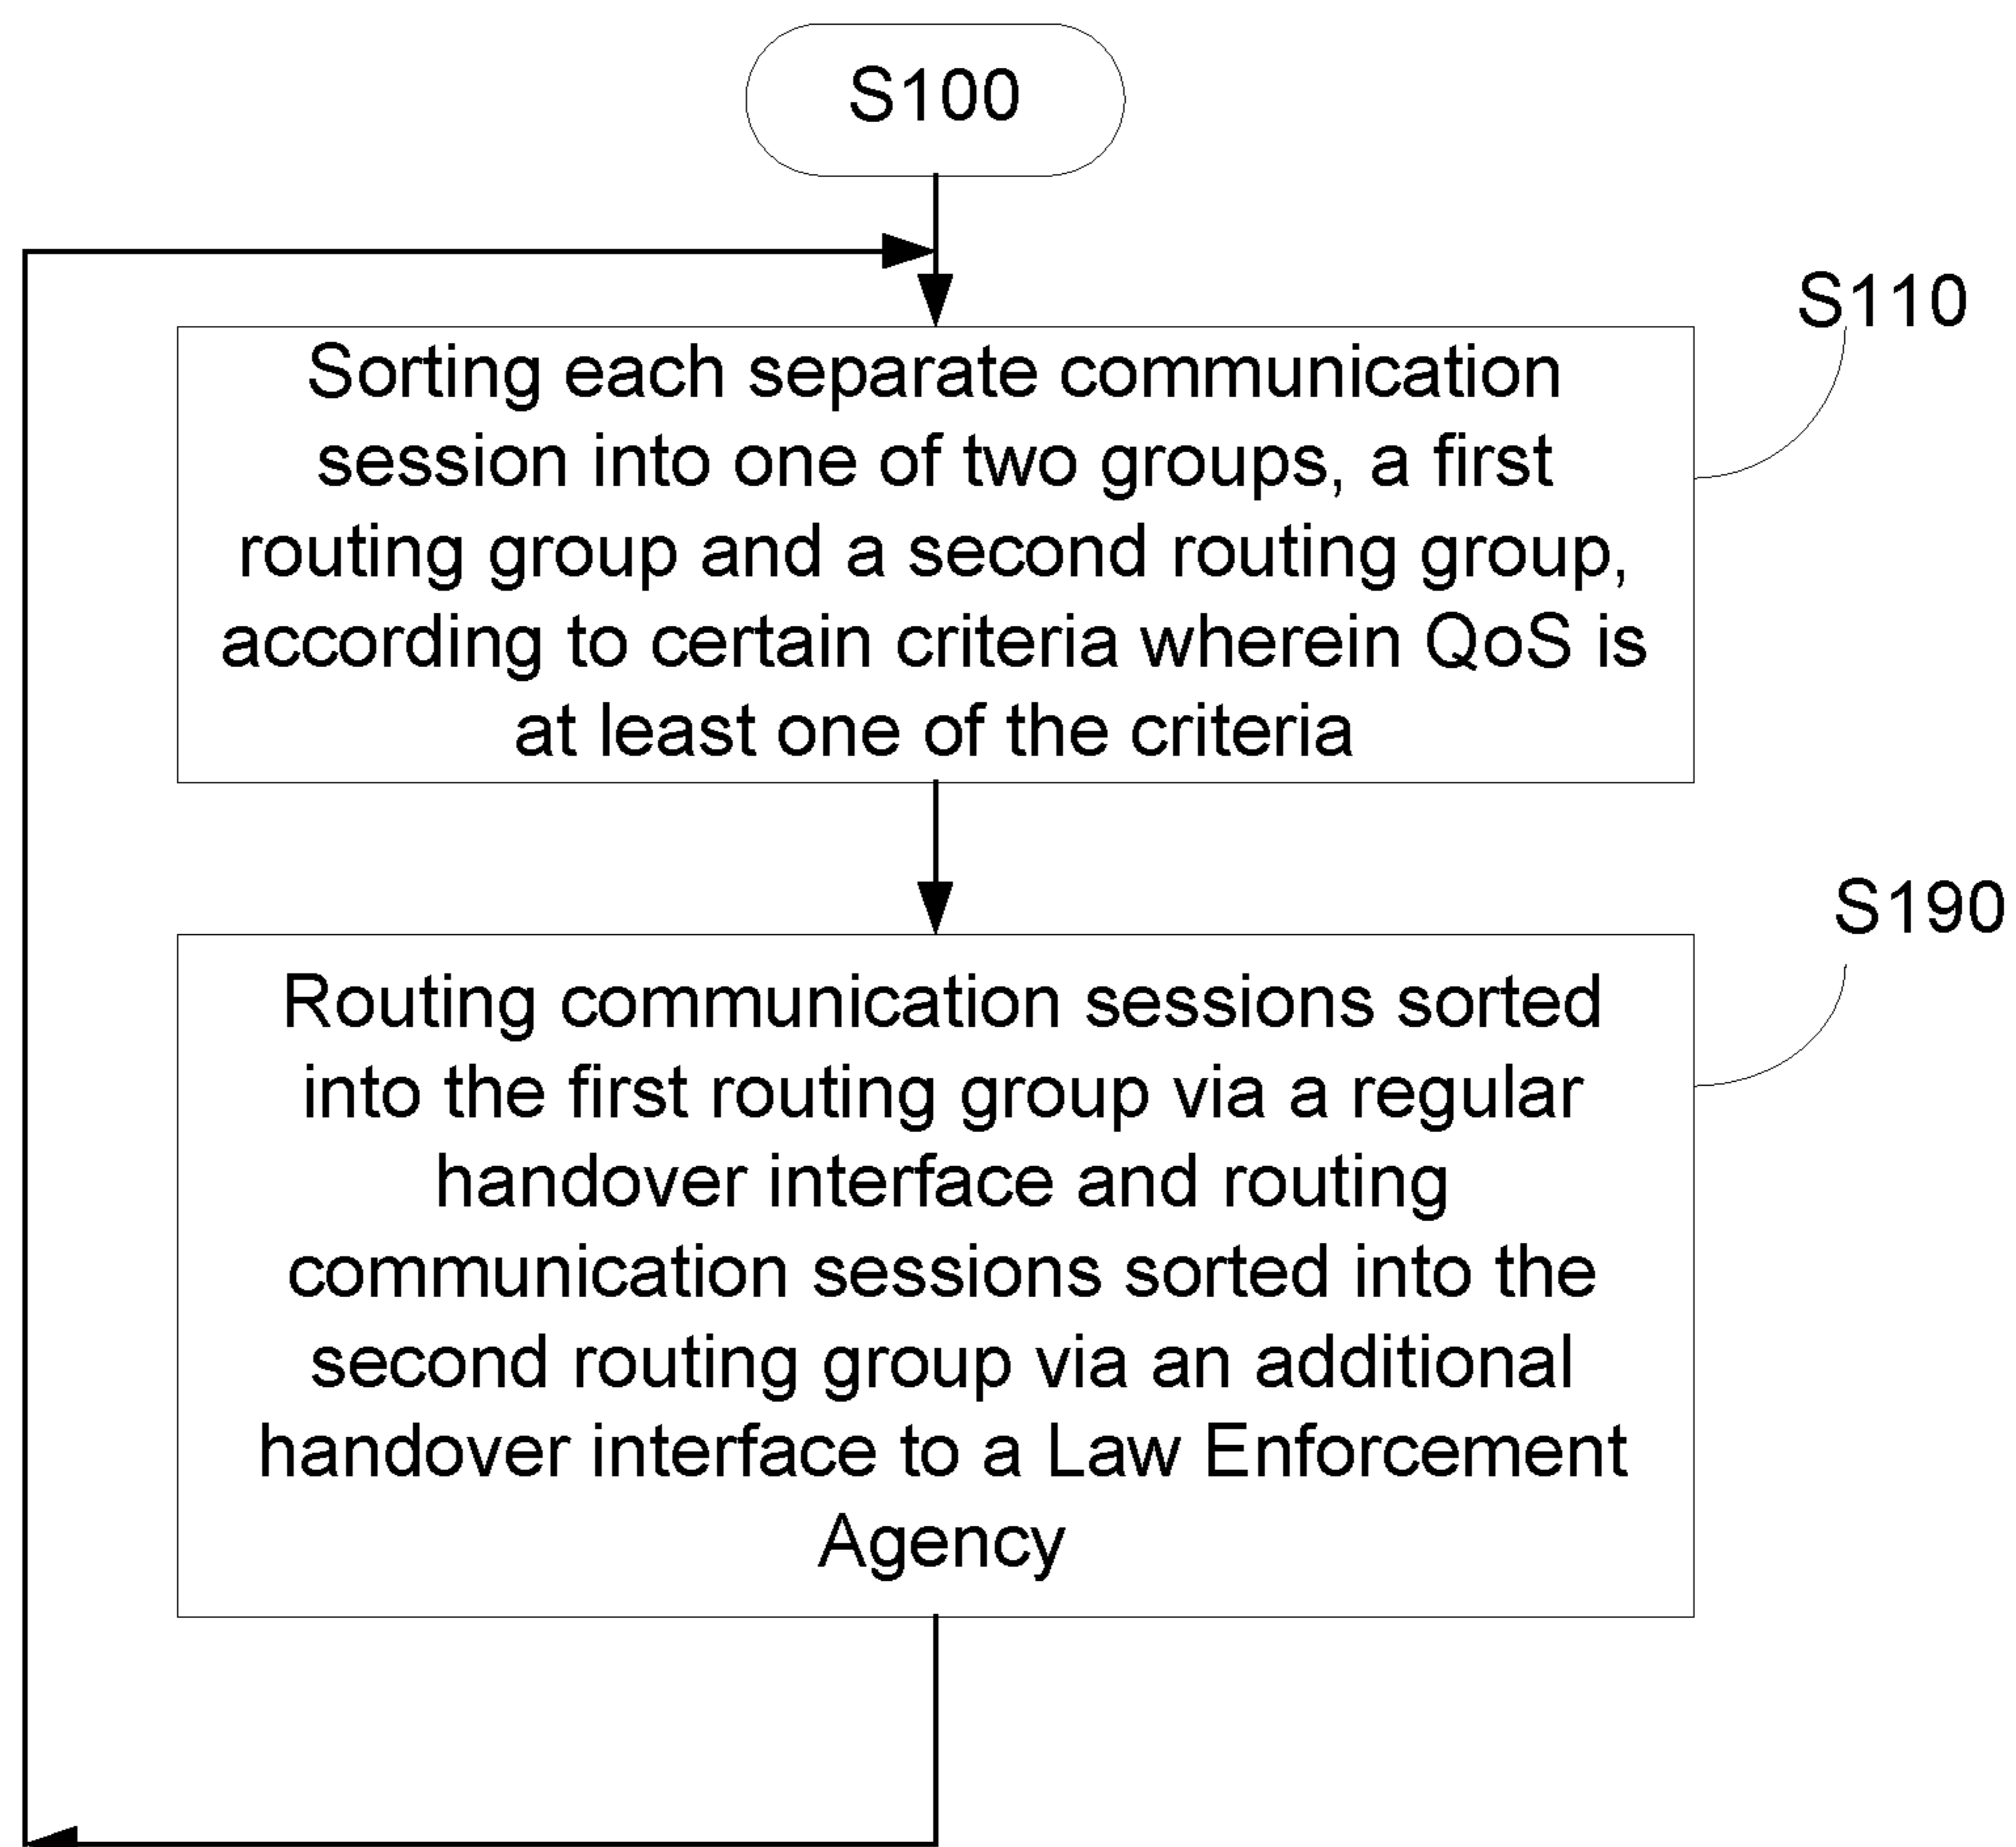 S100
S110
Sorting each separate communication
session into one of two groups, a first
routing group and a second routing group,
according to certain criteria wherein QoS is
at least one of the criteria
S190
Routing communication sessions sorted
into the first routing group via a regular
handover interface and routing
communication sessions sorted into the
second routing group via an additional
handover interface to a Law Enforcement
Agency